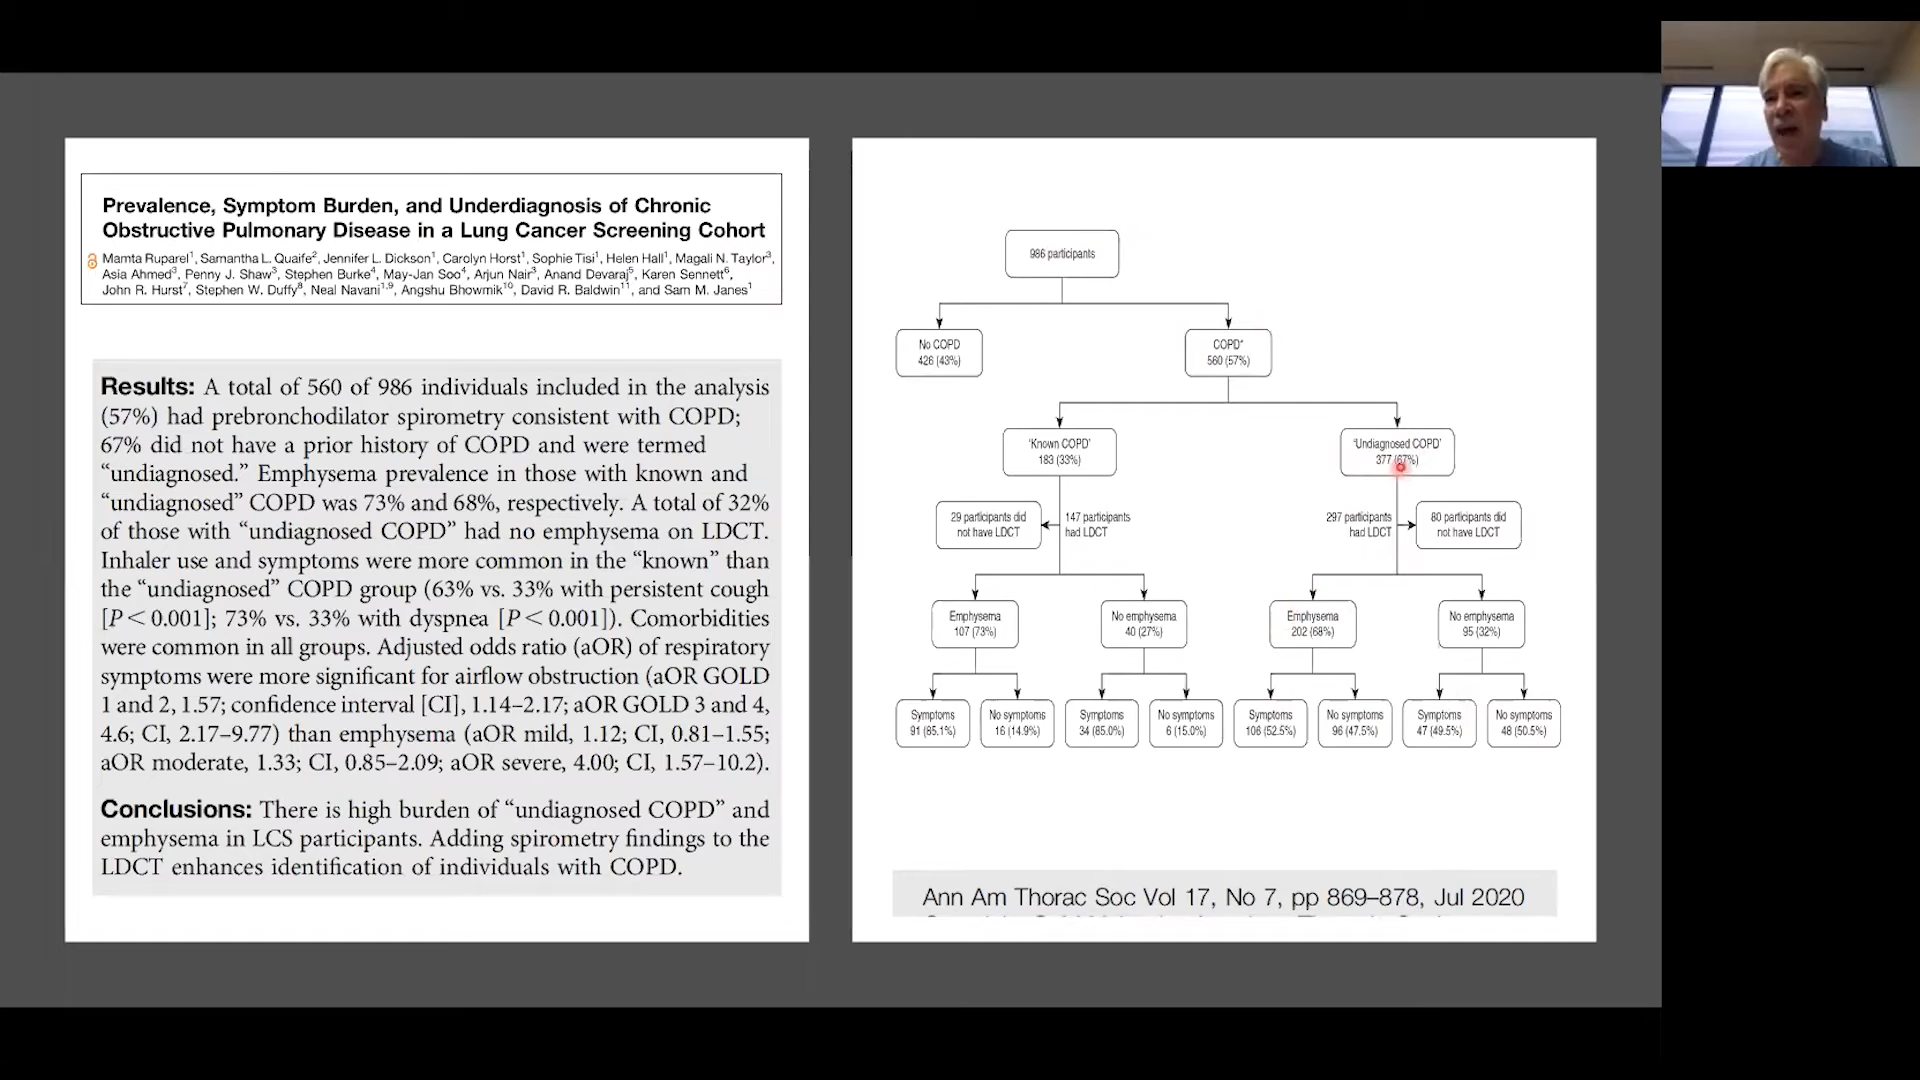 Prevalence, Symptom Burden, and Underdiagnosis of Chronic
Obstructive Pulmonary Disease in a Lung Cancer Screening Cohort
Mamta Ruparel1, Samantha L. Quaife2, Jennifer L. Dickson1, Carolyn Horst1, Sophie Tisi1, Helen Hall1, Magali N. Taylor3,
Asia Ahmed3, Penny J. Shaw3, Stephen Burke4, May-Jan Soo4, Arjun Nair3, Anand Devaraj5, Karen Sennett6,
John R. Hurst7, Stephen W. Duffy8, Neal Navani1,9, Angshu Bhowmik10, David R. Baldwin11, and Sam M. Janes1
Results: A total of 560 of 986 individuals included in the analysis
(57%) had prebronchodilator spirometry consistent with COPD;
67% did not have a prior history of COPD and were termed
“undiagnosed.” Emphysema prevalence in those with known and
“undiagnosed” COPD was 73% and 68%, respectively. A total of 32%
of those with “undiagnosed COPD” had no emphysema on LDCT.
Inhaler use and symptoms were more common in the “known” than
the “undiagnosed” COPD group (63% vs. 33% with persistent cough
[P < 0.001]; 73% vs. 33% with dyspnea [P < 0.001]). Comorbidities
were common in all groups. Adjusted odds ratio (aOR) of respiratory
symptoms were more significant for airflow obstruction (aOR GOLD
1 and 2, 1.57; confidence interval [CI], 1.14–2.17; aOR GOLD 3 and 4,
4.6; CI, 2.17–9.77) than emphysema (aOR mild, 1.12; CI, 0.81–1.55;
aOR moderate, 1.33; CI, 0.85–2.09; aOR severe, 4.00; CI, 1.57–10.2).
Conclusions: There is high burden of “undiagnosed COPD” and
emphysema in LCS participants. Adding spirometry findings to the
LDCT enhances identification of individuals with COPD.
986 participants
No COPD
426 (43%)
COPD*
560 (57%)
'Known COPD'
183 (33%)
'Undiagnosed COPD'
377 (67%)
29 participants did
not have LDCT
147 participants
had LDCT
297 participants
had LDCT
80 participants did
not have LDCT
Emphysema
107 (73%)
No emphysema
40 (27%)
Emphysema
202 (68%)
No emphysema
95 (32%)
Symptoms
91 (85.1%)
No symptoms
16 (14.9%)
Symptoms
34 (85.0%)
No symptoms
6 (15.0%)
Symptoms
106 (52.5%)
No symptoms
96 (47.5%)
Symptoms
47 (49.5%)
No symptoms
48 (50.5%)
Ann Am Thorac Soc Vol 17, No 7, pp 869–878, Jul 2020